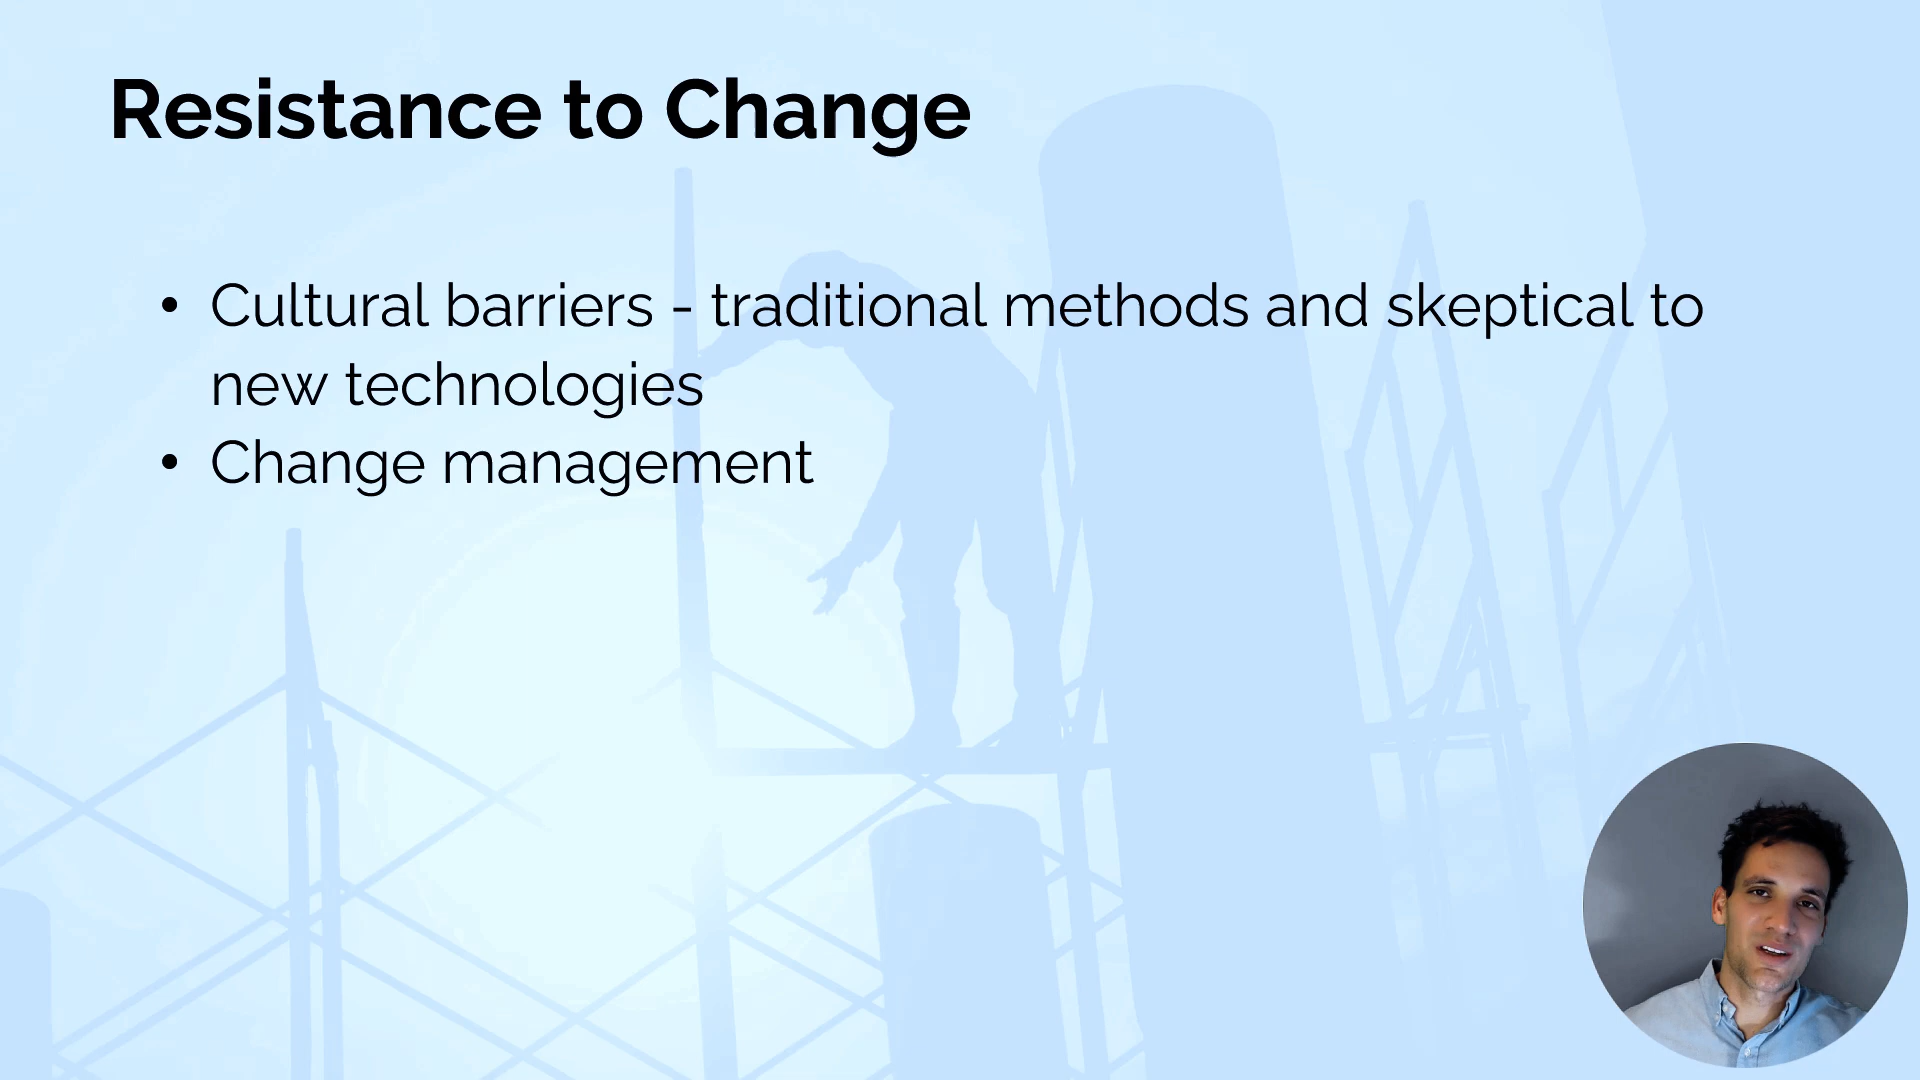 Resistance to Change
• Cultural barriers - traditional methods and skeptical to
new technologies
• Change management